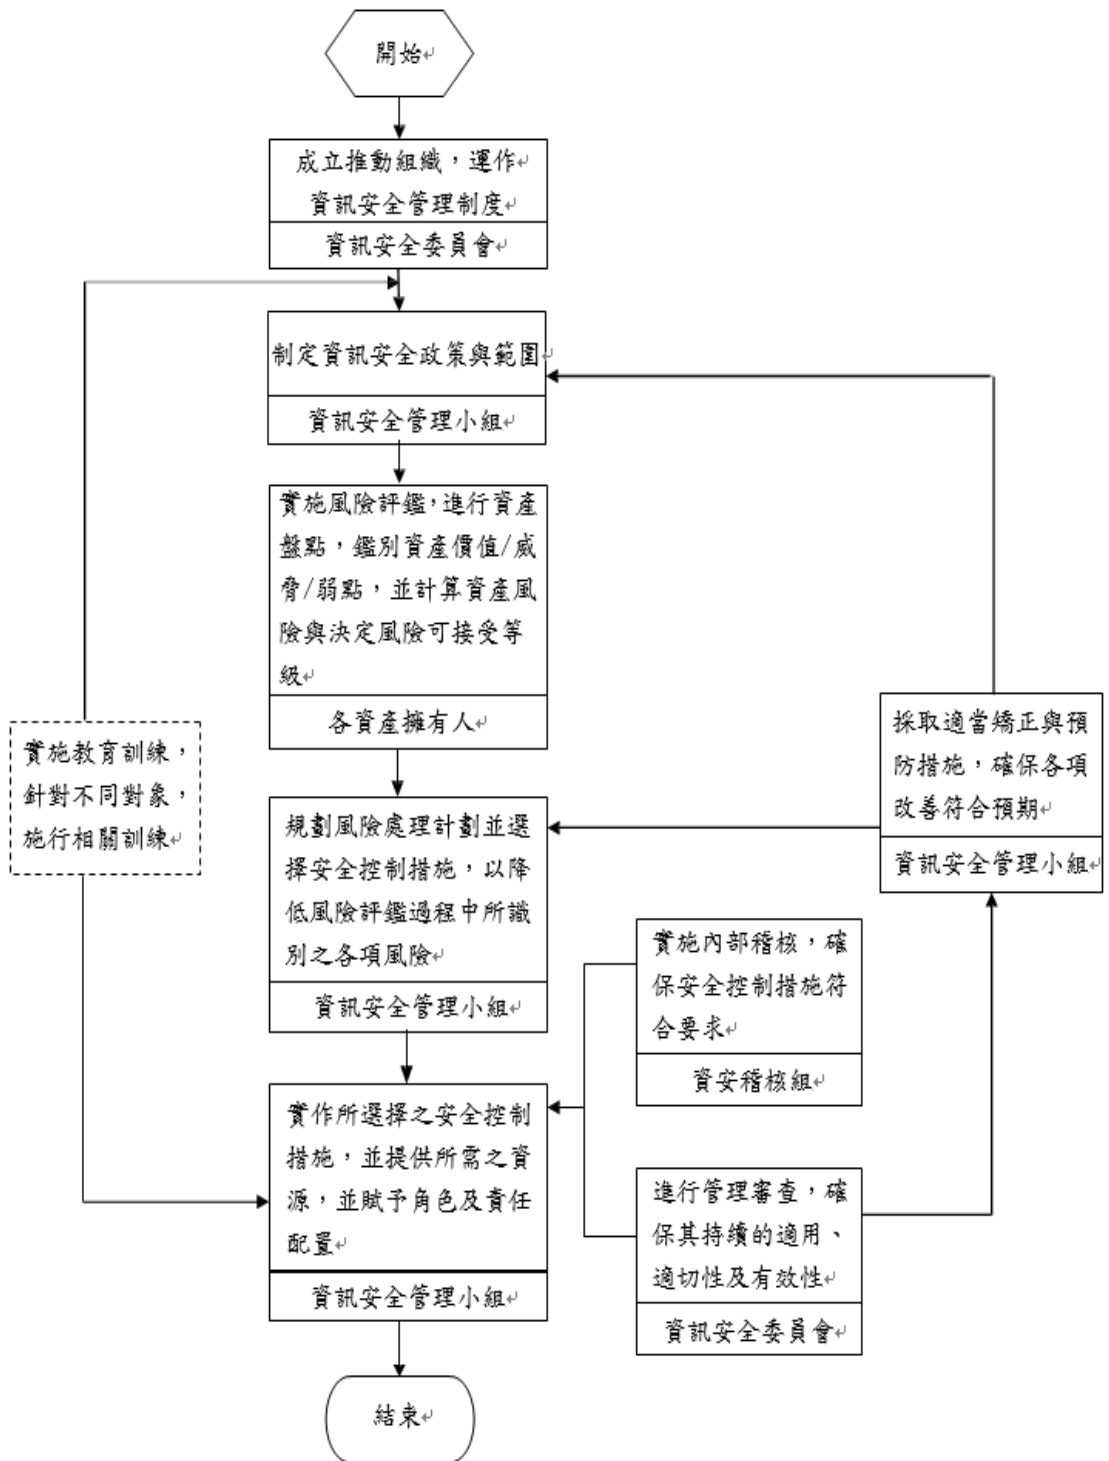 開始
成立推動組織，運作
資訊安全管理制度
資訊安全委員會
制定資訊安全政策與範圍
資訊安全管理小組
實施風險評鑑，進行資產
盤點，鑑別資產價值/威
脅/弱點，並計算資產風
險與決定風險可接受等
級
各資產擁有人
規劃風險處理計劃並選
擇安全控制措施，以降
低風險評鑑過程中所識
別之各項風險
資訊安全管理小組
實作所選擇之安全控制
措施，並提供所需之資
源，並賦予角色及責任
配置
資訊安全管理小組
結束
實施教育訓練，
針對不同對象，
施行相關訓練
採取適當矯正與預
防措施，確保各項
改善符合預期
資訊安全管理小組
實施內部稽核，確
保安全控制措施符
合要求
資安稽核組
進行管理審查，確
保其持續的適用、
適切性及有效性
資訊安全委員會